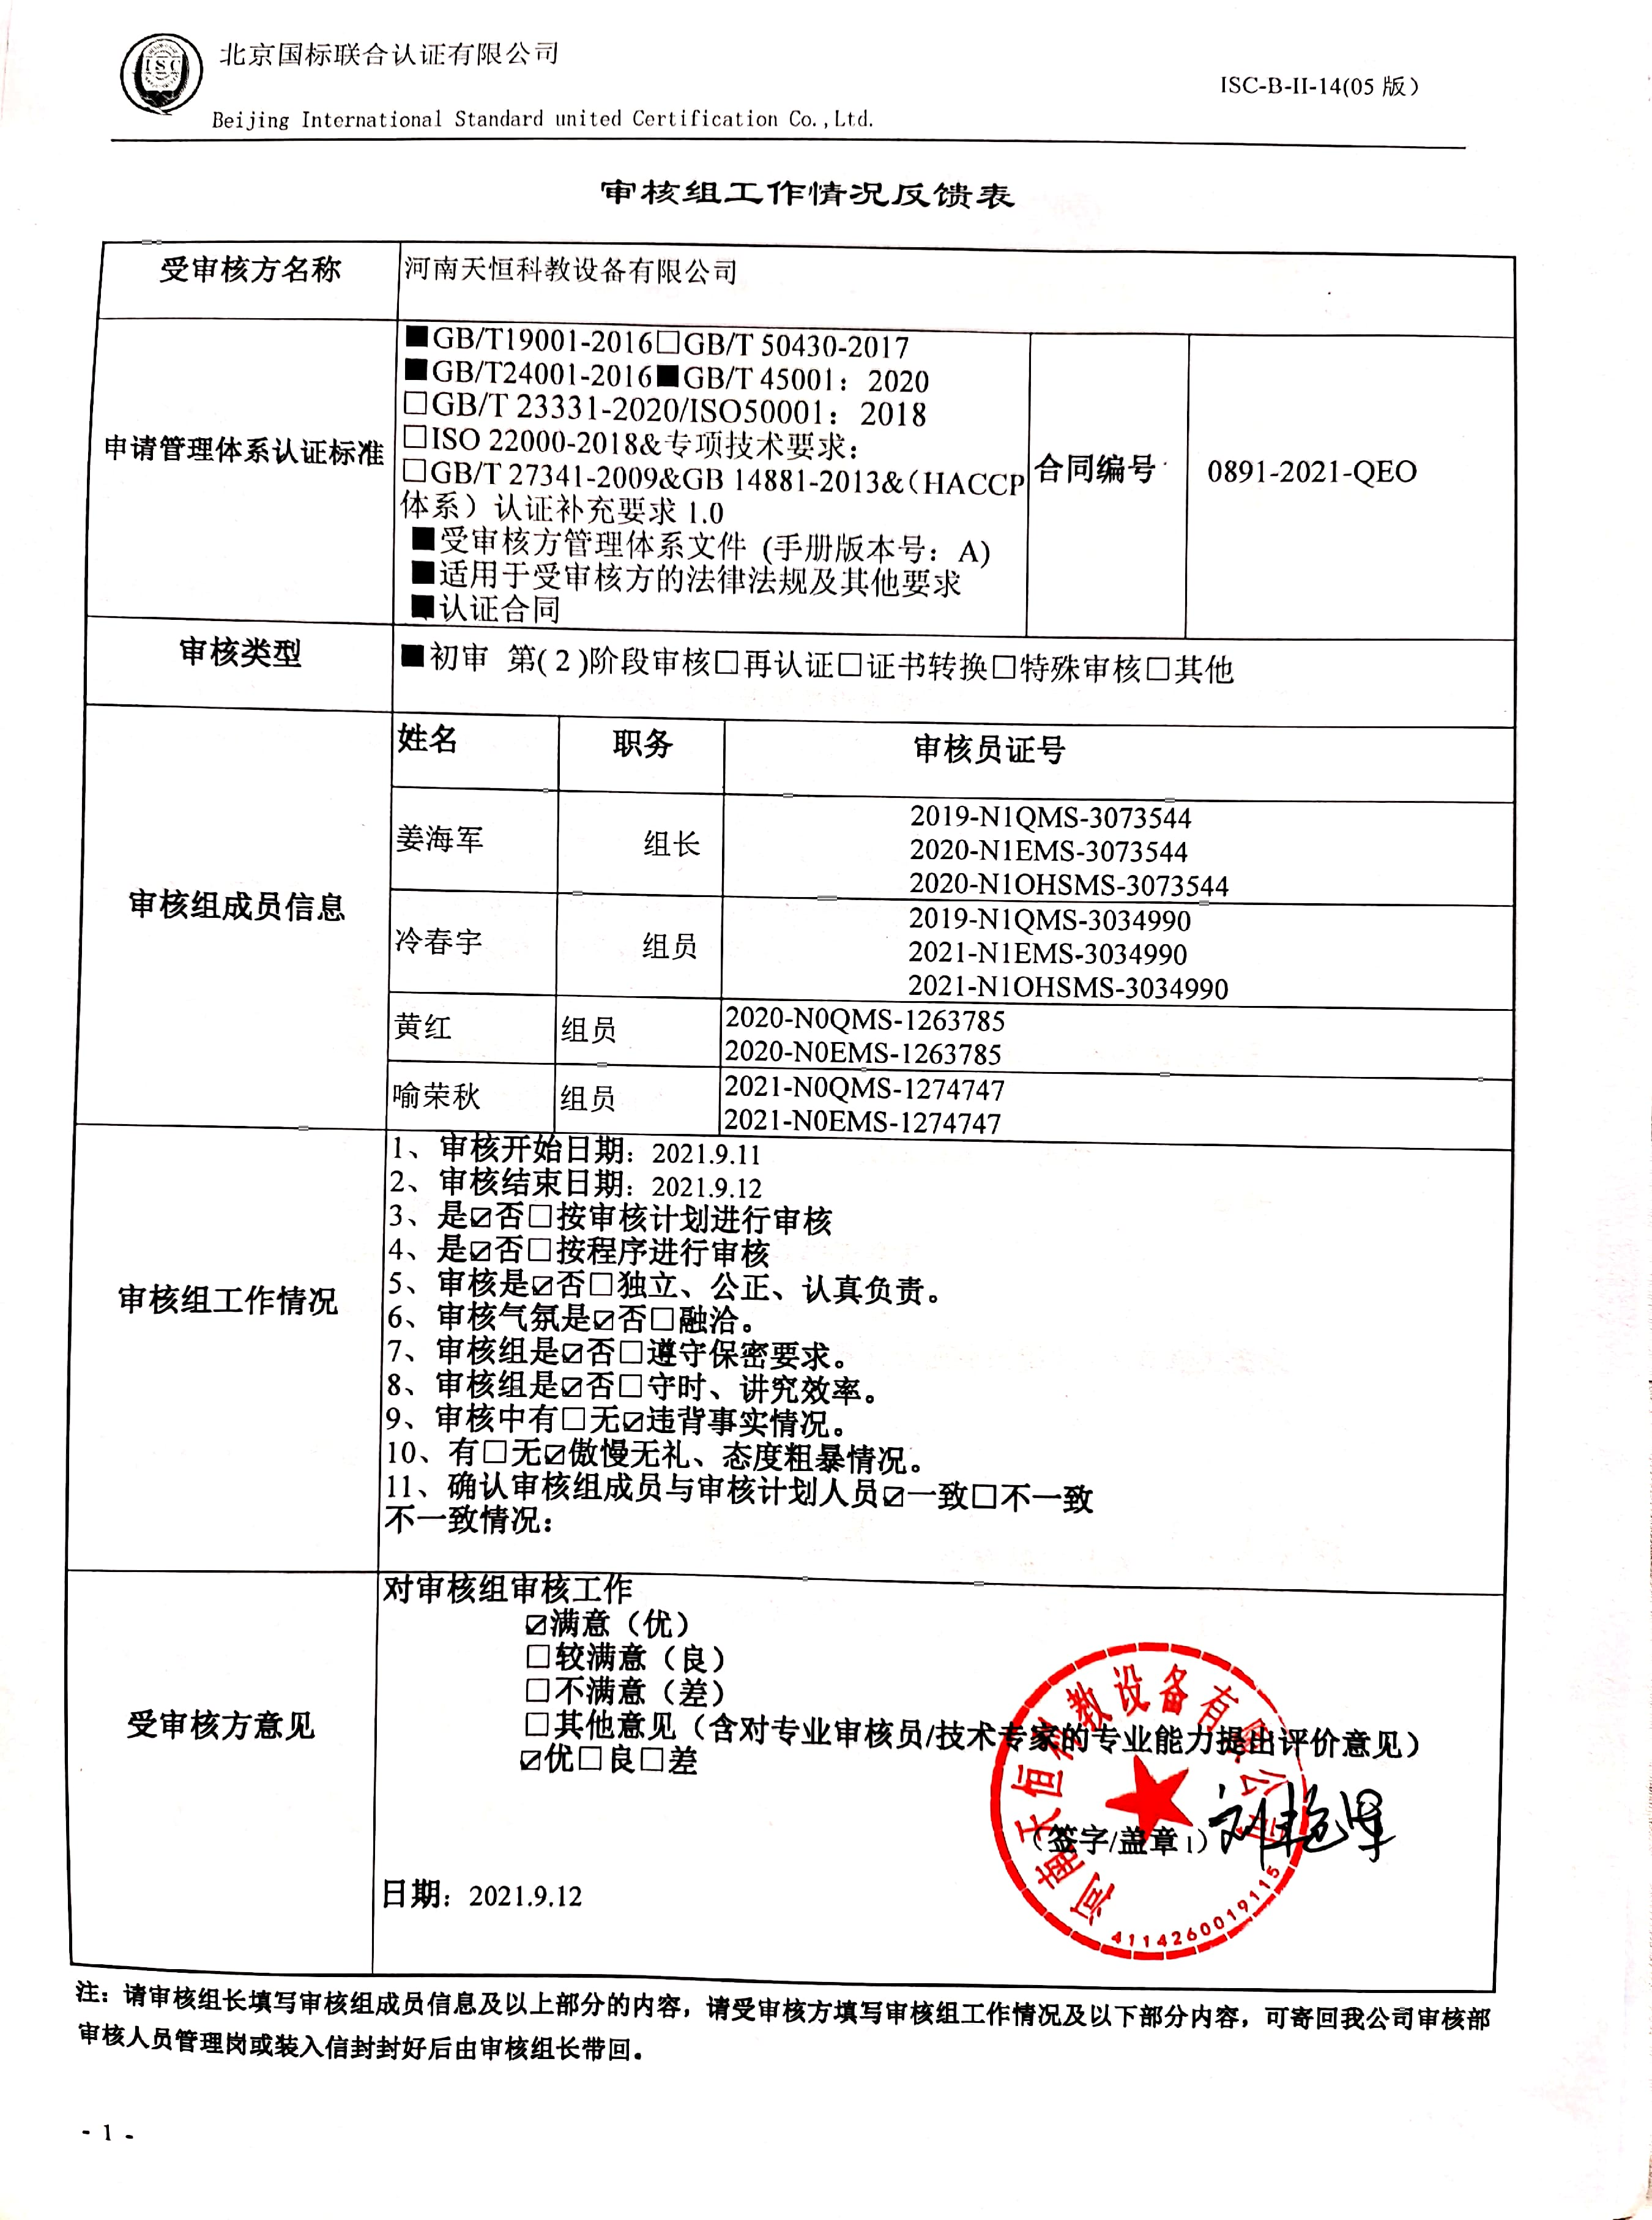 北京国标联合认证有限公司
ISC-B-II-14(05 版）
Beijing International Standard united Certification Co.,Ltd.
审核组工作情况反馈表
受审核方名称
河南天恒科教设备有限公司
申请管理体系认证标准
■GB/T19001-2016□GB/T 50430-2017
■GB/T24001-2016■GB/T 45001：2020
□GB/T 23331-2020/ISO50001：2018
□ISO 22000-2018&专项技术要求：
□GB/T 27341-2009&GB 14881-2013&（HACCP
体系）认证补充要求 1.0
■受审核方管理体系文件（手册版本号：A)
■适用于受审核方的法律法规及其他要求
■认证合同
合同编号
0891-2021-QEO
审核类型
■初审 第( 2 )阶段审核□再认证□证书转换□特殊审核□其他
审核组成员信息
姓名 职务 审核员证号
姜海军 组长
2019-N1QMS-3073544
2020-N1EMS-3073544
2020-N1OHSMS-3073544
冷春宇 组员
2019-N1QMS-3034990
2021-N1EMS-3034990
2021-N1OHSMS-3034990
黄红 组员
2020-N0QMS-1263785
2020-N0EMS-1263785
喻荣秋 组员
2021-N0QMS-1274747
2021-N0EMS-1274747
审核组工作情况
1、审核开始日期：2021.9.11
2、审核结束日期：2021.9.12
3、是☑否□按审核计划进行审核
4、是☑否□按程序进行审核
5、审核是☑否□独立、公正、认真负责。
6、审核气氛是☑否□融洽。
7、审核组是☑否□遵守保密要求。
8、审核组是☑否□守时、讲究效率。
9、审核中有□无☑违背事实情况。
10、有□无☑傲慢无礼、态度粗暴情况。
11、确认审核组成员与审核计划人员☑一致□不一致
不一致情况：
受审核方意见
对审核组审核工作
☑满意（优）
□较满意（良）
□不满意（差）
□其他意见（含对专业审核员/技术专家的专业能力提出评价意见）
☑优□良□差
（签字/盖章）
日期：2021.9.12
河南天恒科教设备有限公司
4114260019115
注：请审核组长填写审核组成员信息及以上部分的内容，请受审核方填写审核组工作情况及以下部分内容，可寄回我公司审核部
审核人员管理岗或装入信封封好后由审核组长带回。
- 1 -